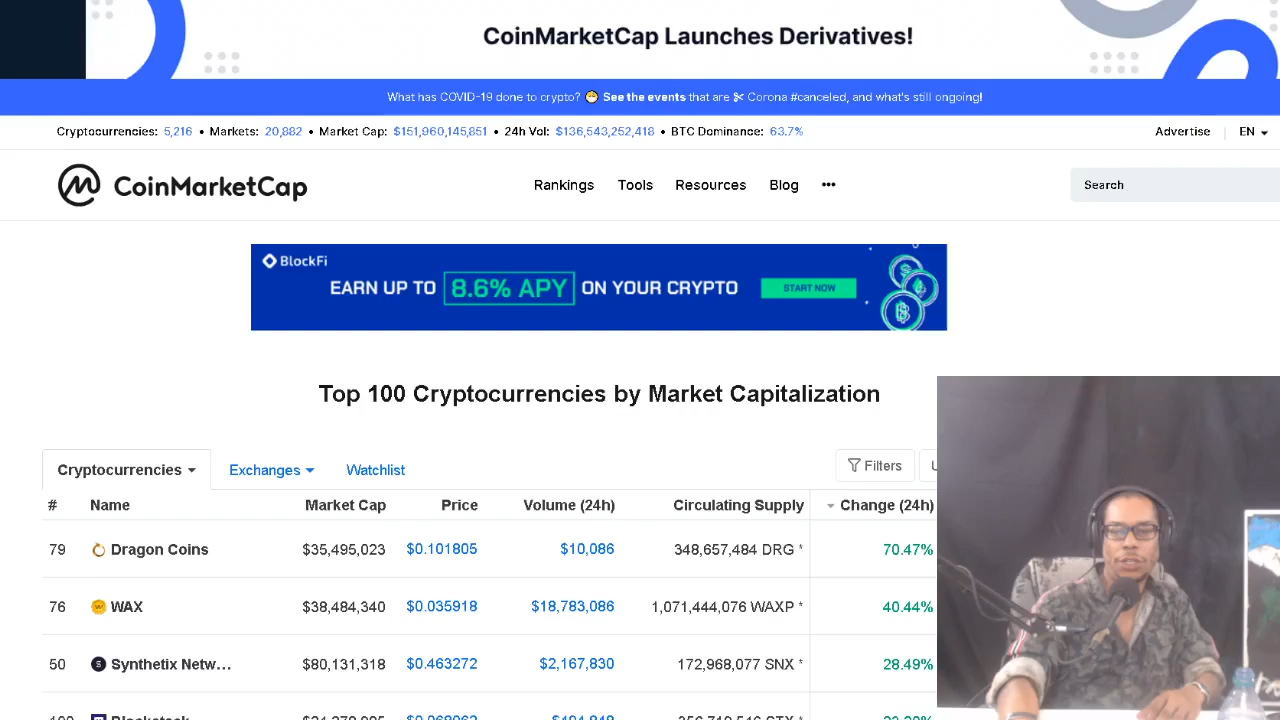 CoinMarketCap Launches Derivatives!
What has COVID-19 done to crypto? 😷 See the events that are ✂ Corona #canceled, and what's still ongoing!
Cryptocurrencies: 5,216 • Markets: 20,882 • Market Cap: $151,960,145,851 • 24h Vol: $136,543,252,418 • BTC Dominance: 63.7% Advertise EN
CoinMarketCap Rankings Tools Resources Blog ••• Search
BlockFi
EARN UP TO 8.6% APY ON YOUR CRYPTO START NOW
Top 100 Cryptocurrencies by Market Capitalization
Cryptocurrencies Exchanges Watchlist Filters U
# Name Market Cap Price Volume (24h) Circulating Supply Change (24h)
79 Dragon Coins $35,495,023 $0.101805 $10,086 348,657,484 DRG * 70.47%
76 WAX $38,484,340 $0.035918 $18,783,086 1,071,444,076 WAXP * 40.44%
50 Synthetix Netw... $80,131,318 $0.463272 $2,167,830 172,968,077 SNX * 28.49%